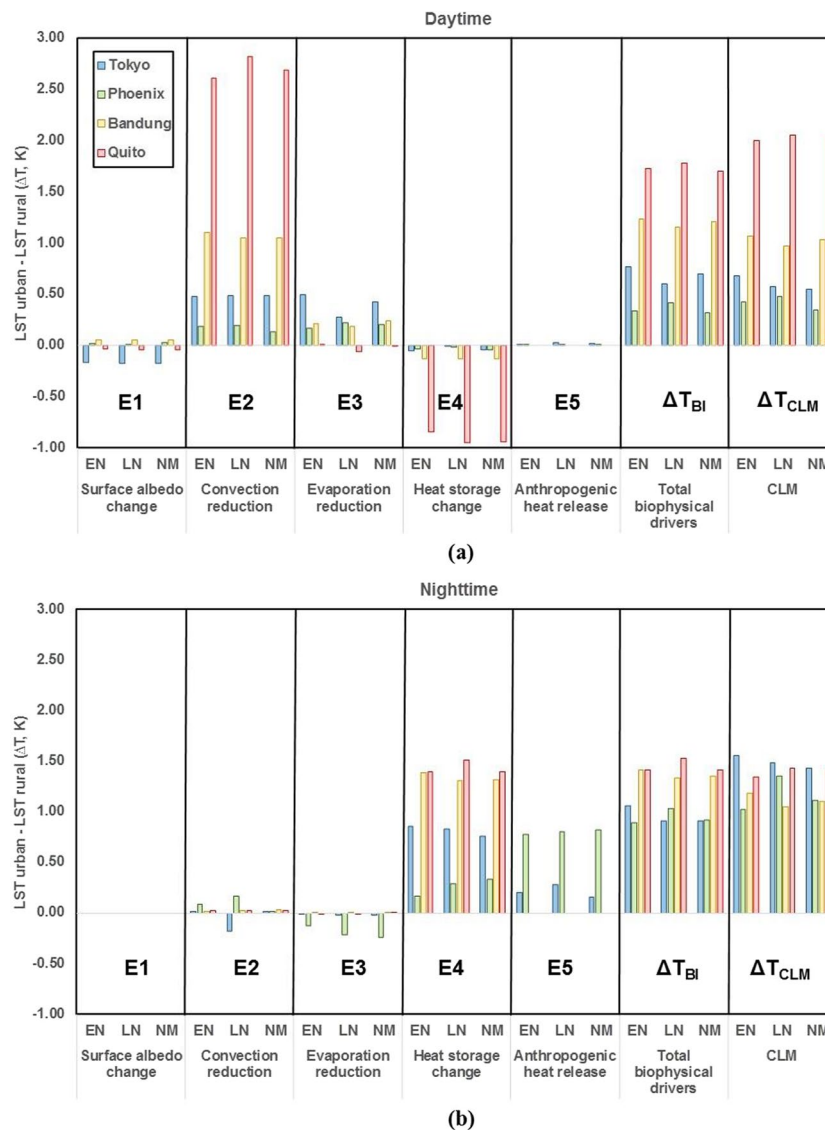 Daytime
LST urban - LST rural (ΔT, K)
3.00
2.50
2.00
1.50
1.00
0.50
0.00
-0.50
-1.00
Tokyo
Phoenix
Bandung
Quito
E1 E2 E3 E4 E5 ΔT_BI ΔT_CLM
EN LN NM EN LN NM EN LN NM EN LN NM EN LN NM EN LN NM EN LN NM
Surface albedo change
Convection reduction
Evaporation reduction
Heat storage change
Anthropogenic heat release
Total biophysical drivers
CLM
(a)
Nighttime
LST urban - LST rural (ΔT, K)
3.00
2.50
2.00
1.50
1.00
0.50
0.00
-0.50
-1.00
E1 E2 E3 E4 E5 ΔT_BI ΔT_CLM
EN LN NM EN LN NM EN LN NM EN LN NM EN LN NM EN LN NM EN LN NM
Surface albedo change
Convection reduction
Evaporation reduction
Heat storage change
Anthropogenic heat release
Total biophysical drivers
CLM
(b)